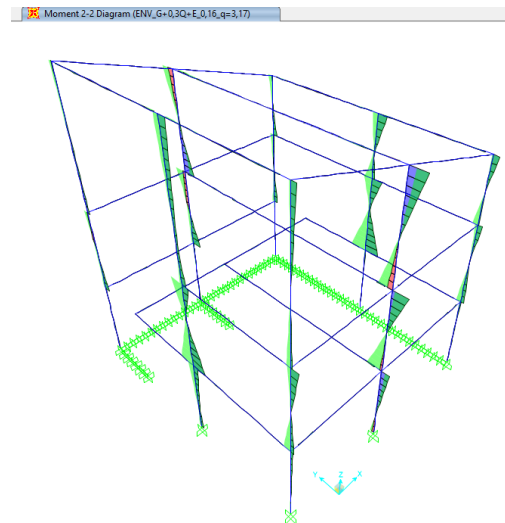 Moment 2-2 Diagram (ENV_G+0,3Q+E_0,16_q=3,17)
Z
Y
X